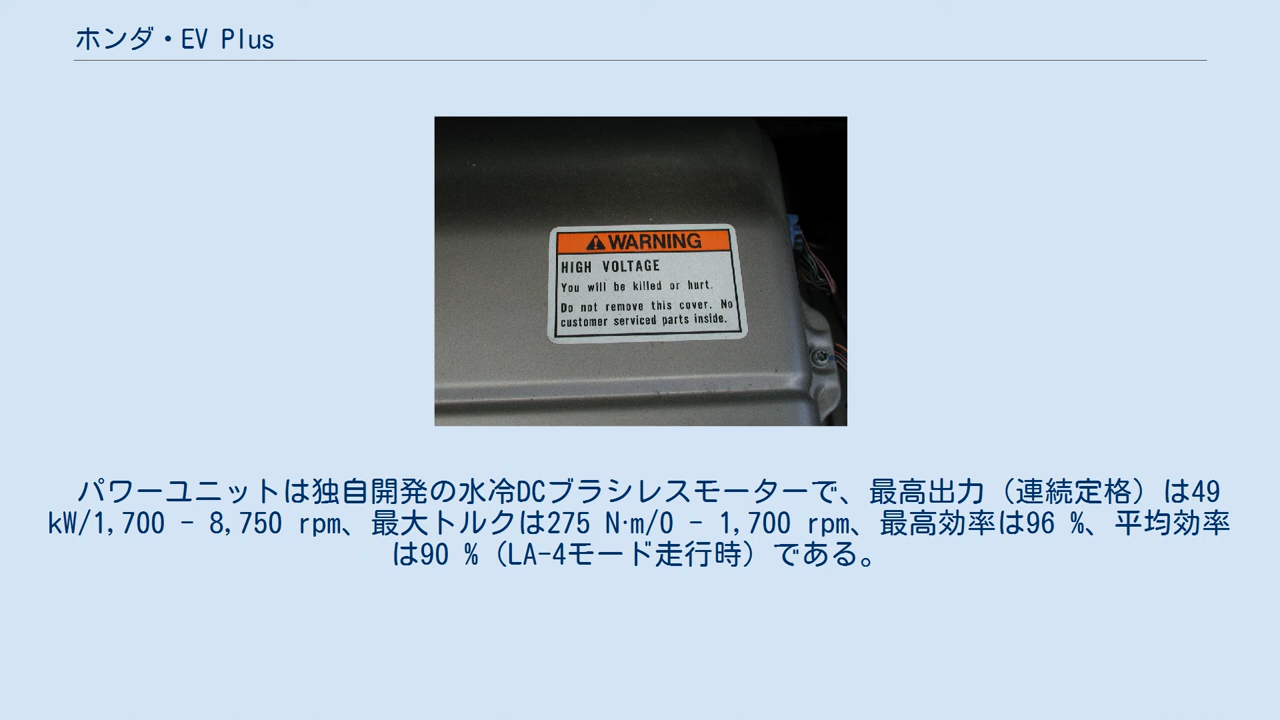 ホンダ・EV Plus
WARNING
HIGH VOLTAGE
You will be killed or hurt.
Do not remove this cover. No
customer serviced parts inside.
パワーユニットは独自開発の水冷DCブラシレスモーターで、最高出力（連続定格）は49
kW/1,700 - 8,750 rpm、最大トルクは275 N·m/0 - 1,700 rpm、最高効率は96 %、平均効率
は90 %（LA-4モード走行時）である。